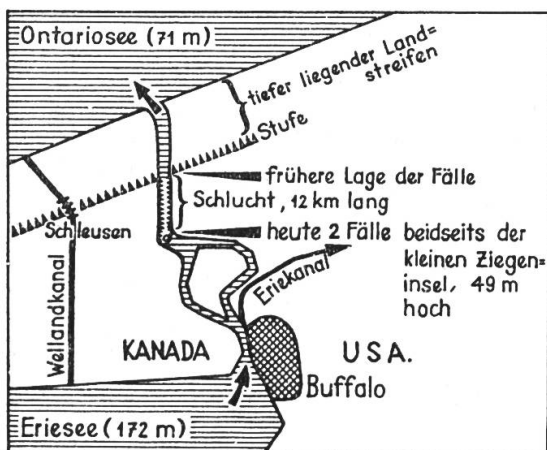 Ontariosee (71 m)
tiefer liegender Land=
streifen
Stufe
frühere Lage der Fälle
Schlucht, 12 km lang
Schleusen
heute 2 Fälle beidseits der
kleinen Ziegen=
insel, 49 m
hoch
Eriekanal
Wellandkanal
KANADA
USA.
Buffalo
Eriesee (172 m)